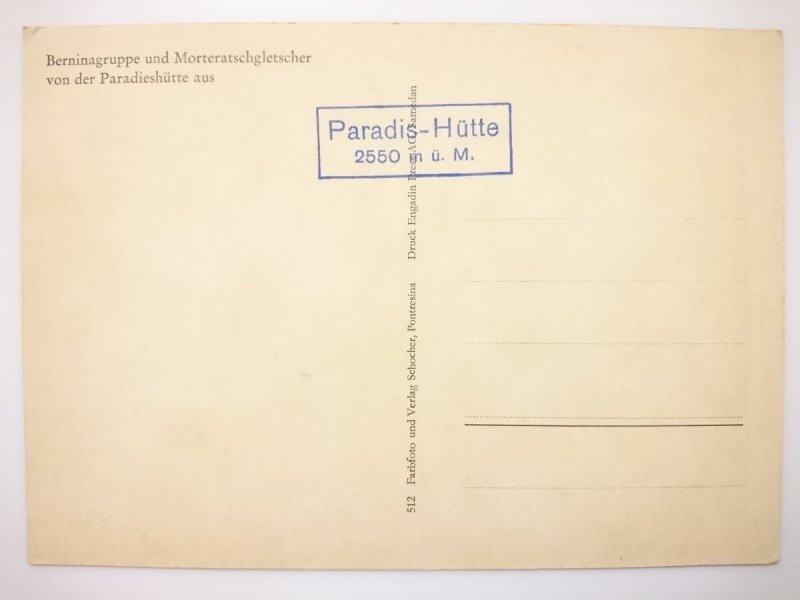 Berninagruppe und Morteratschgletscher
von der Paradieshütte aus
Paradis-Hütte
2550 m ü. M.
512 Farbfoto und Verlag Schocher, Pontresina Druck Engadin Press AG, Samedan